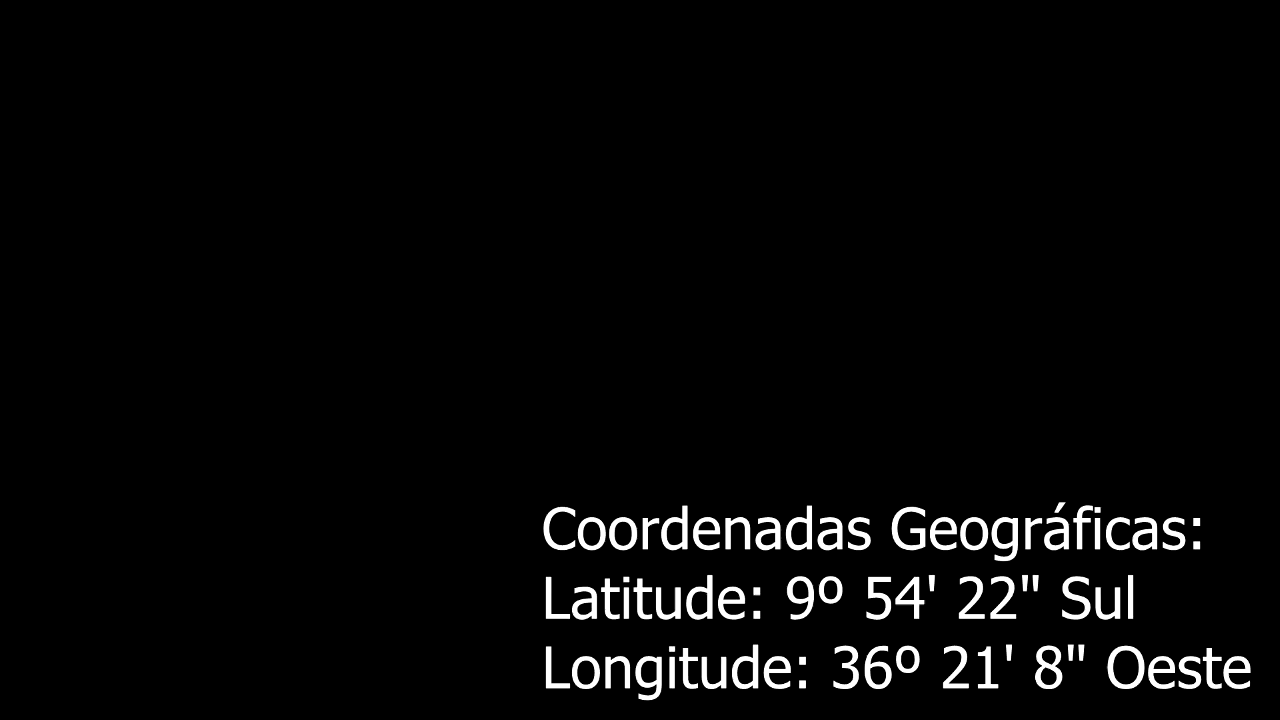 Coordenadas Geográficas:
Latitude: 9º 54' 22" Sul
Longitude: 36º 21' 8" Oeste